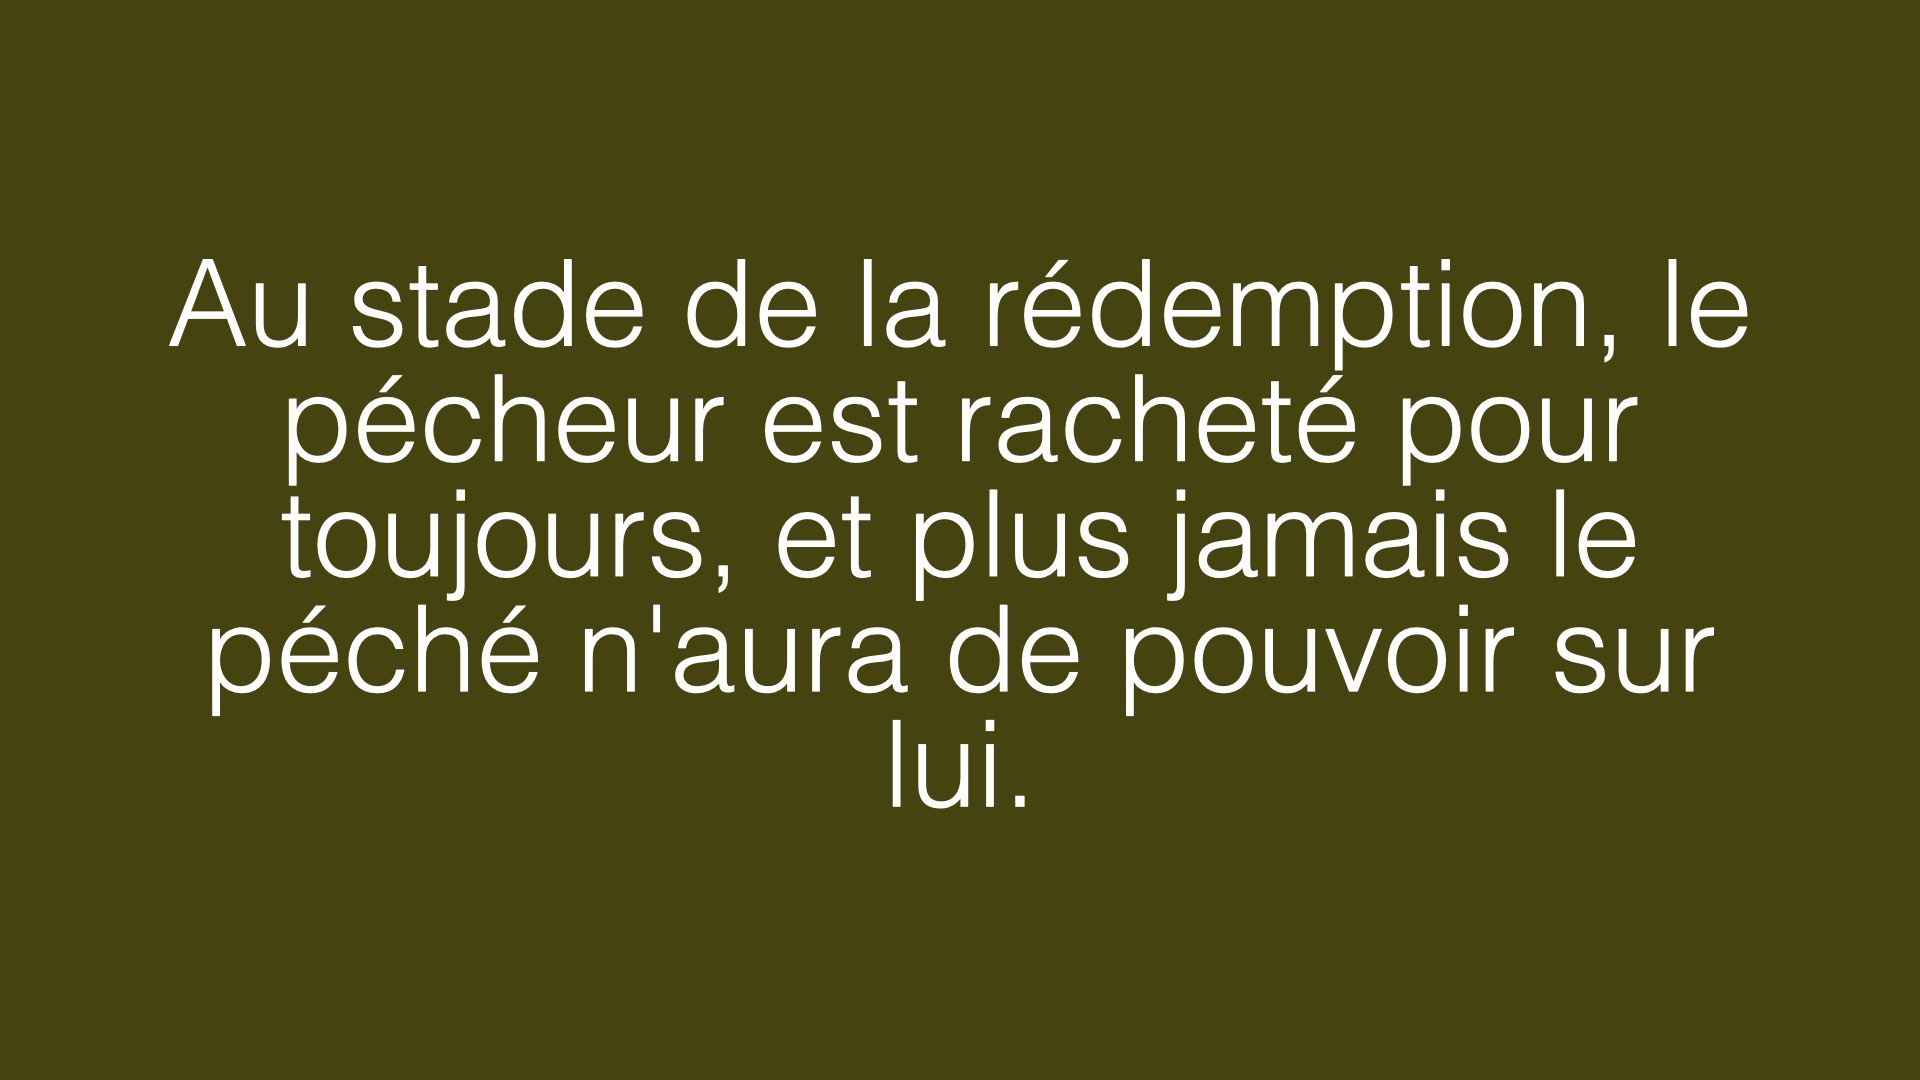 Au stade de la rédemption, le
pécheur est racheté pour
toujours, et plus jamais le
péché n'aura de pouvoir sur
lui.